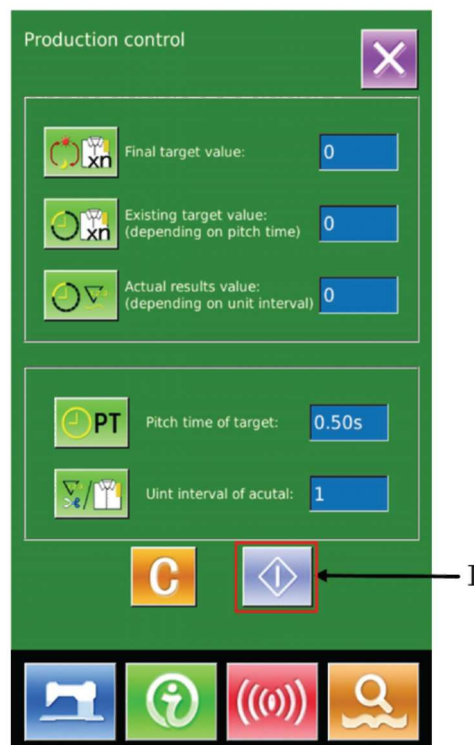 Production control
xn
Final target value:
0
xn
Existing target value:
(depending on pitch time)
0
Actual results value:
(depending on unit interval)
0
PT
Pitch time of target:
0.50s
Uint interval of acutal:
1
C